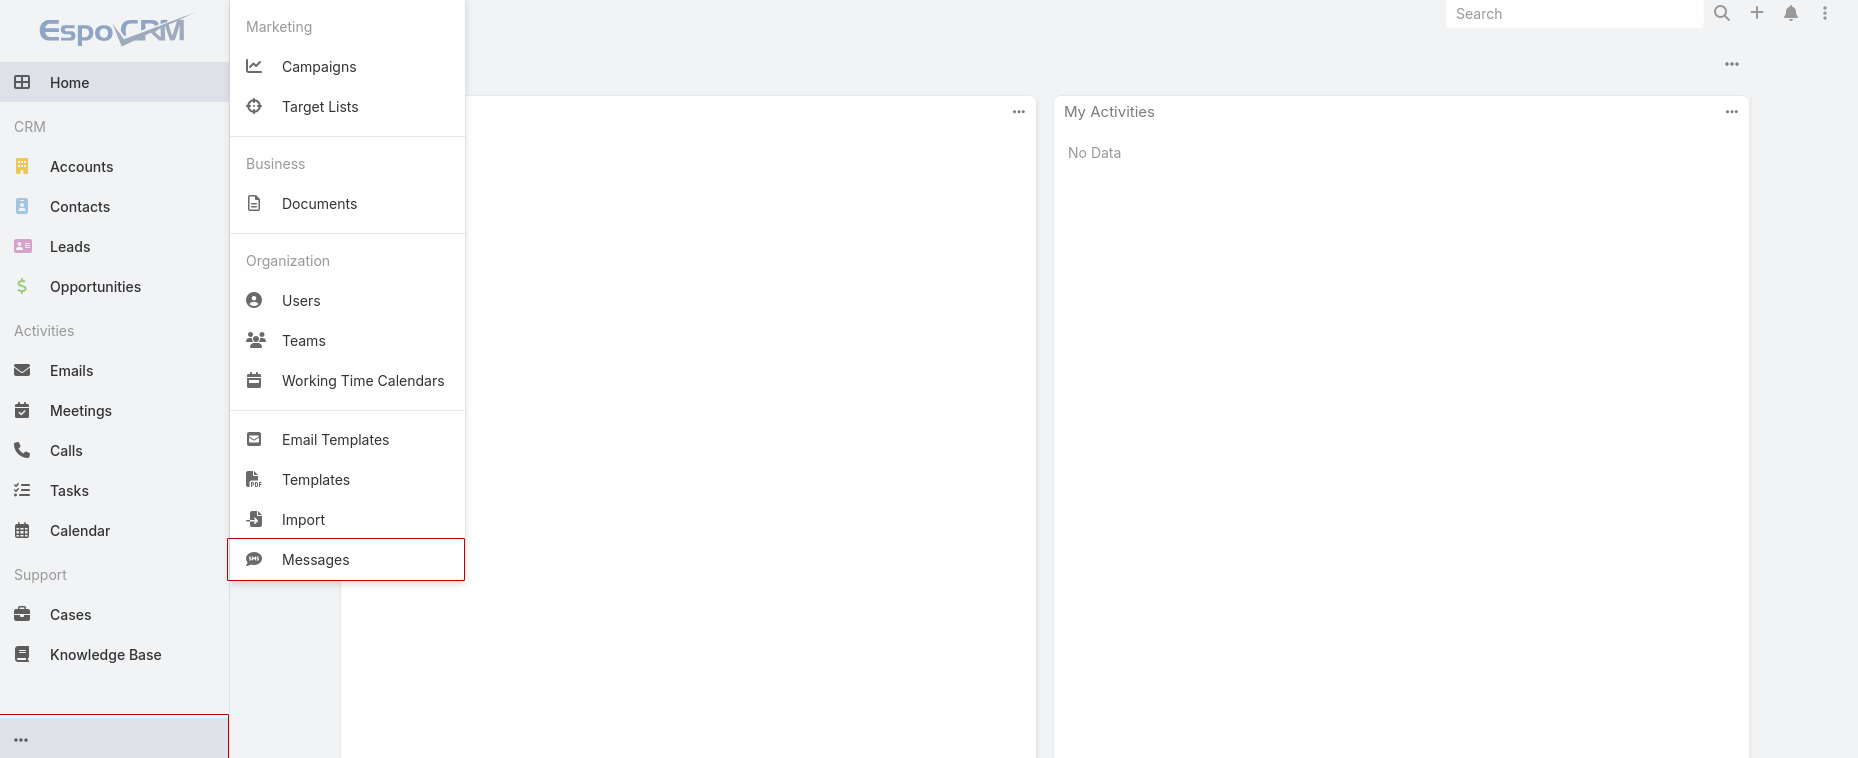 EspoCRM
Home
CRM
Accounts
Contacts
Leads
Opportunities
Activities
Emails
Meetings
Calls
Tasks
Calendar
Support
Cases
Knowledge Base
Marketing
Campaigns
Target Lists
Business
Documents
Organization
Users
Teams
Working Time Calendars
Email Templates
PDF
Templates
Import
SMS
Messages
Search
My Activities
No Data